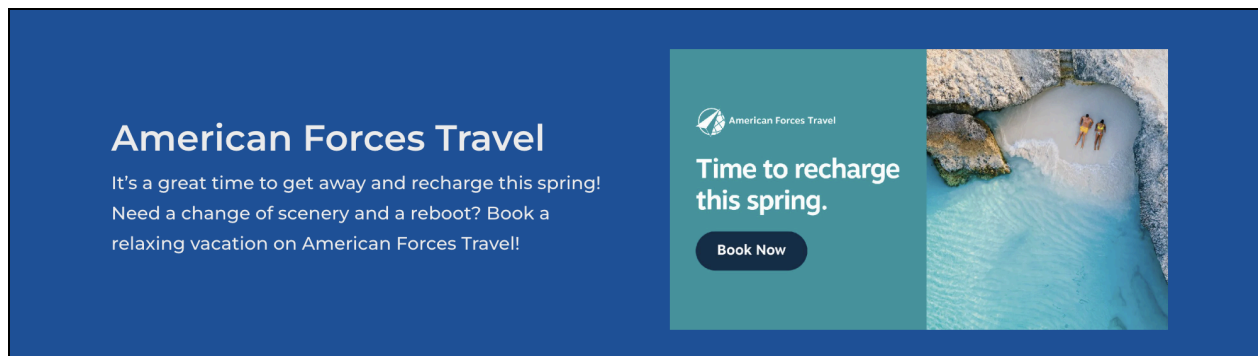 American Forces Travel
It's a great time to get away and recharge this spring!
Need a change of scenery and a reboot? Book a
relaxing vacation on American Forces Travel!
American Forces Travel
Time to recharge
this spring.
Book Now